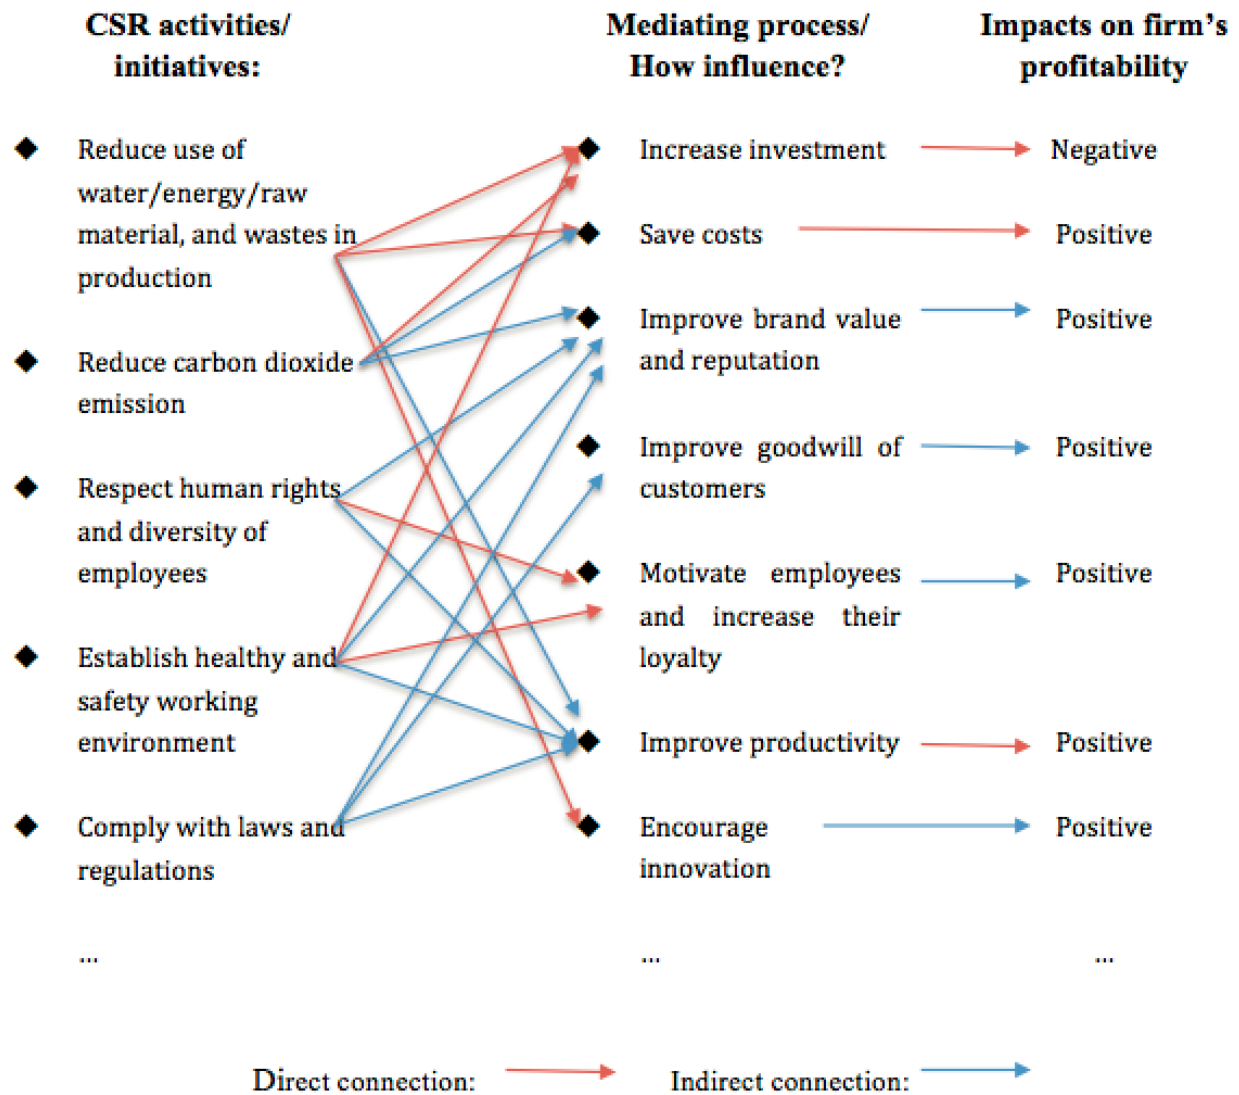 CSR activities/
initiatives:
Mediating process/
How influence?
Impacts on firm's
profitability
Reduce use of
water/energy/raw
material, and wastes in
production
Reduce carbon dioxide
emission
Respect human rights
and diversity of
employees
Establish healthy and
safety working
environment
Comply with laws and
regulations
...
Increase investment
Save costs
Improve brand value
and reputation
Improve goodwill of
customers
Motivate employees
and increase their
loyalty
Improve productivity
Encourage
innovation
...
Negative
Positive
Positive
Positive
Positive
Positive
Positive
...
Direct connection:
Indirect connection: